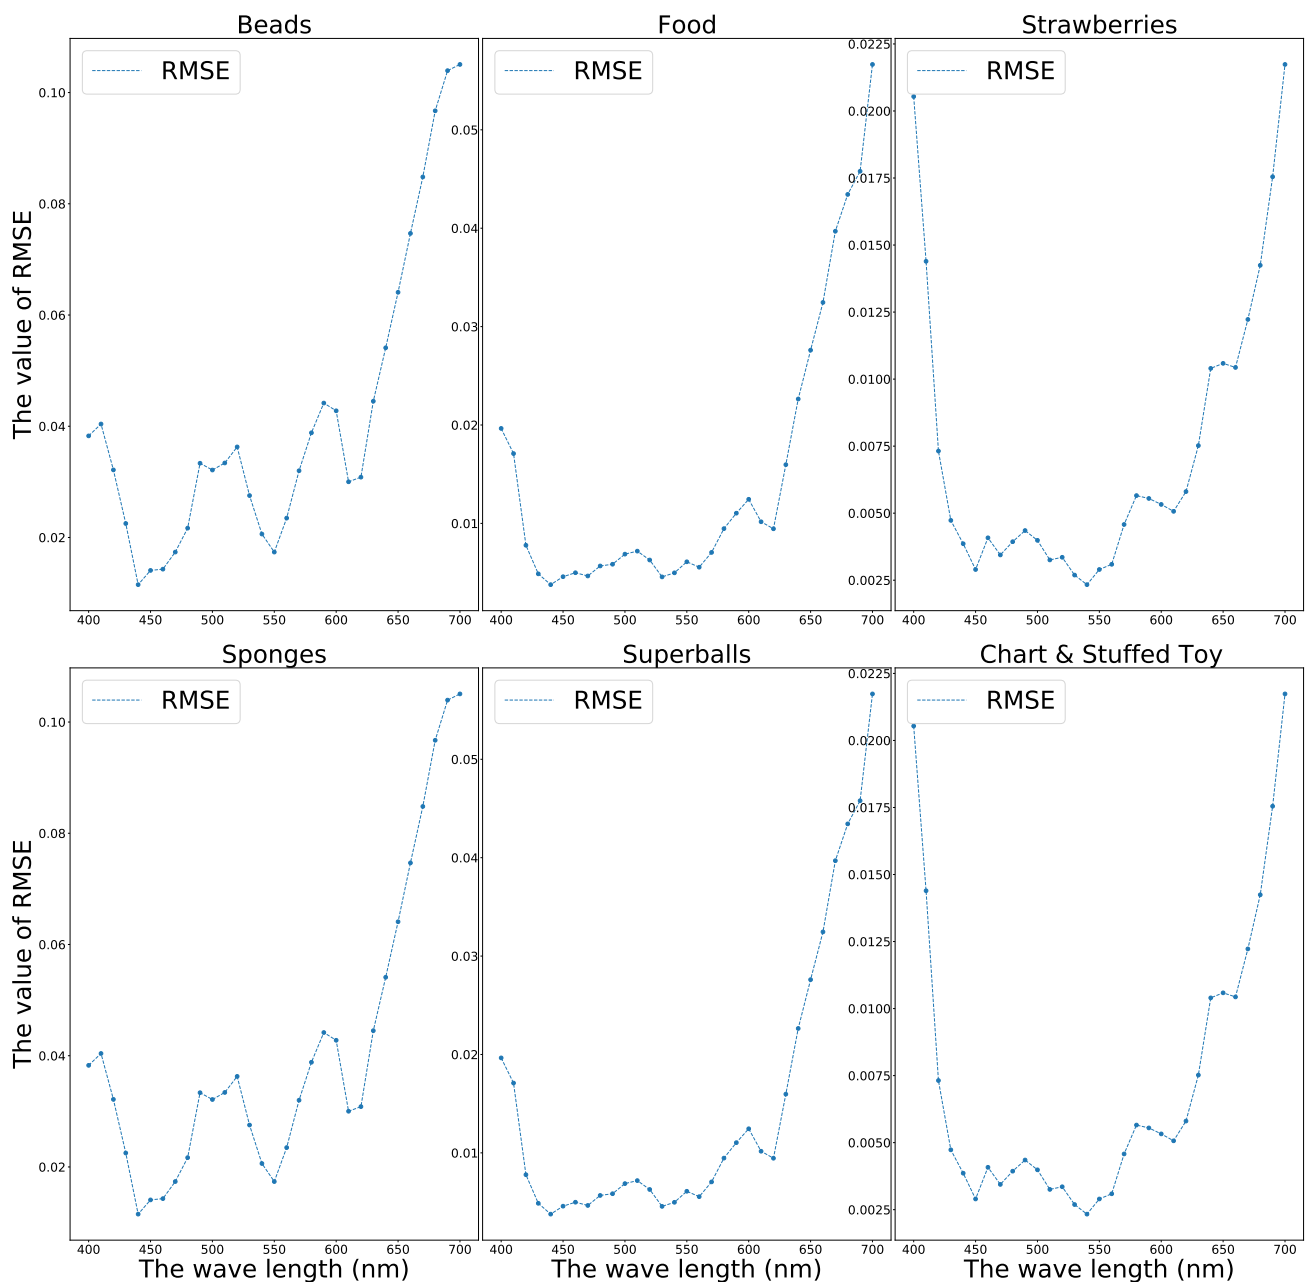 Beads
RMSE
0.10
0.08
0.06
0.04
0.02
The value of RMSE
400 450 500 550 600 650 700
Food
RMSE
0.05
0.04
0.03
0.02
0.01
400 450 500 550 600 650 700
Strawberries
RMSE
0.0225
0.0200
0.0175
0.0150
0.0125
0.0100
0.0075
0.0050
0.0025
400 450 500 550 600 650 700
Sponges
RMSE
0.10
0.08
0.06
0.04
0.02
The value of RMSE
400 450 500 550 600 650 700
The wave length (nm)
Superballs
RMSE
0.05
0.04
0.03
0.02
0.01
400 450 500 550 600 650 700
The wave length (nm)
Chart & Stuffed Toy
RMSE
0.0225
0.0200
0.0175
0.0150
0.0125
0.0100
0.0075
0.0050
0.0025
400 450 500 550 600 650 700
The wave length (nm)